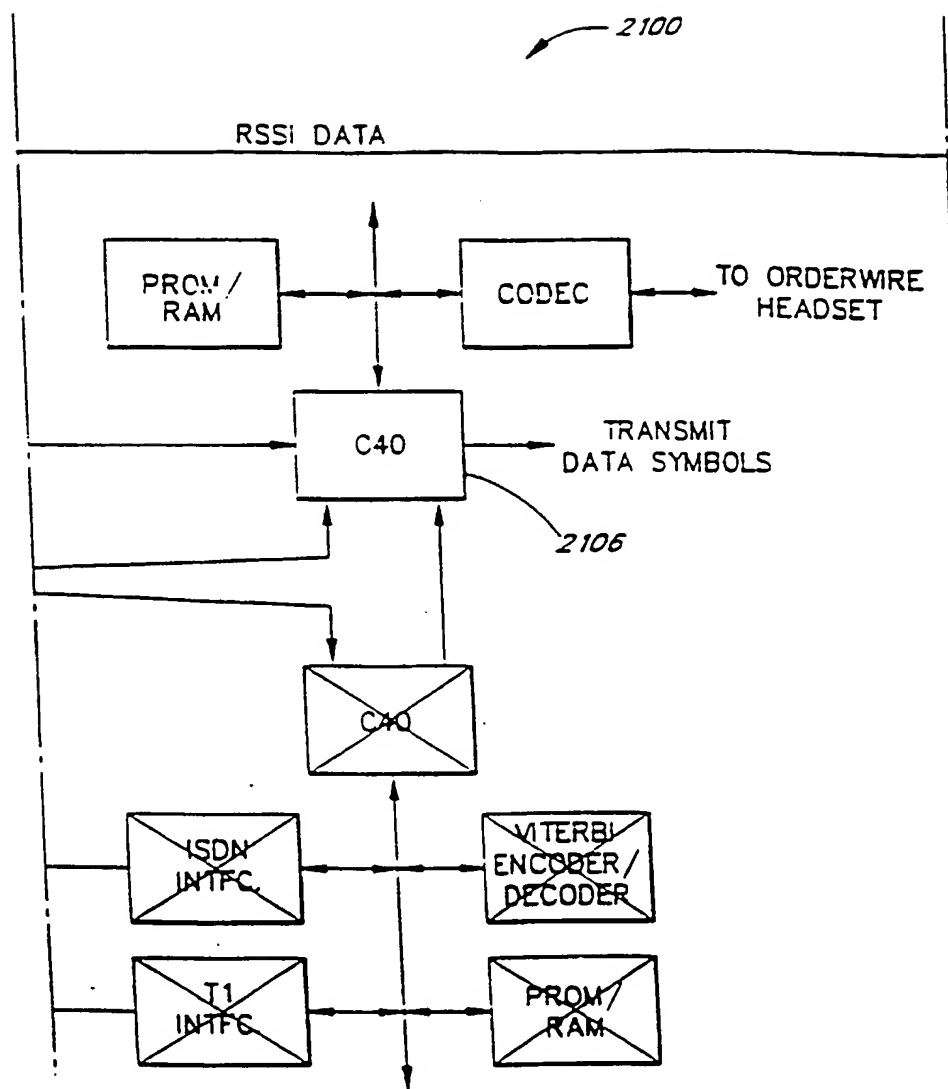 2100
RSSI DATA
PROM/
RAM
CODEC
TO ORDERWIRE
HEADSET
C40
TRANSMIT
DATA SYMBOLS
2106
C40
ISDN
INTFC.
VITERBI
ENCODER/
DECODER
T1
INTFC
PROM/
RAM